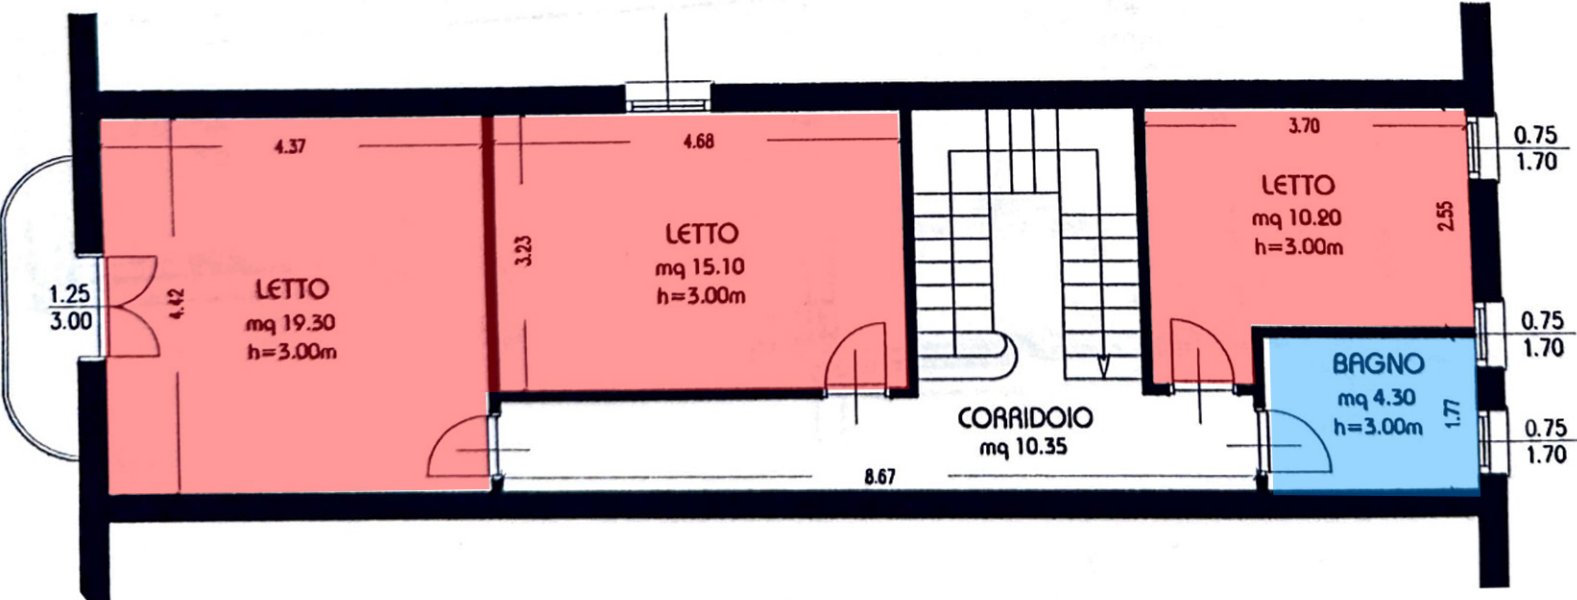 4.37
4.42
LETTO
mq 19.30
h=3.00m
1.25
3.00
4.68
3.23
LETTO
mq 15.10
h=3.00m
3.70
2.55
LETTO
mq 10.20
h=3.00m
0.75
1.70
0.75
1.70
BAGNO
mq 4.30
h=3.00m
1.77
0.75
1.70
CORRIDOIO
mq 10.35
8.67